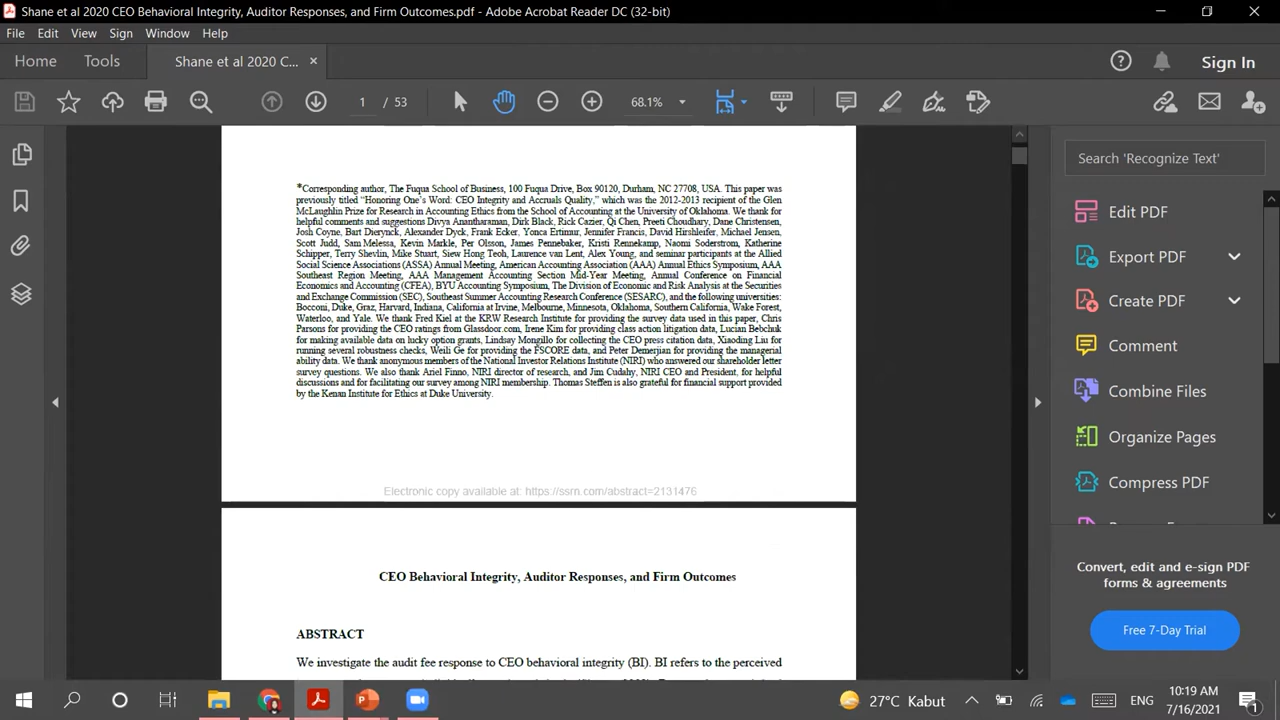 Shane et al 2020 CEO Behavioral Integrity, Auditor Responses, and Firm Outcomes.pdf - Adobe Acrobat Reader DC (32-bit)
File Edit View Sign Window Help
Home Tools Shane et al 2020 C... × Sign In
1 / 53 68.1%
*Corresponding author, The Fuqua School of Business, 100 Fuqua Drive, Box 90120, Durham, NC 27708, USA. This paper was
previously titled “Honoring One’s Word: CEO Integrity and Accruals Quality,” which was the 2012-2013 recipient of the Glen
McLaughlin Prize for Research in Accounting Ethics from the School of Accounting at the University of Oklahoma. We thank for
helpful comments and suggestions Divya Anantharaman, Dirk Black, Rick Cazier, Qi Chen, Preeti Choudhary, Dane Christensen,
Josh Coyne, Bart Dierynck, Alexander Dyck, Frank Ecker, Yonca Ertimur, Jennifer Francis, David Hirshleifer, Michael Jensen,
Scott Judd, Sam Melessa, Kevin Markle, Per Olsson, James Pennebaker, Kristi Rennekamp, Naomi Soderstrom, Katherine
Schipper, Terry Shevlin, Mike Stuart, Siew Hong Teoh, Laurence van Lent, Alex Young, and seminar participants at the Allied
Social Science Associations (ASSA) Annual Meeting, American Accounting Association (AAA) Annual Ethics Symposium, AAA
Southeast Region Meeting, AAA Management Accounting Section Mid-Year Meeting, Annual Conference on Financial
Economics and Accounting (CFEA), BYU Accounting Symposium, The Division of Economic and Risk Analysis at the Securities
and Exchange Commission (SEC), Southeast Summer Accounting Research Conference (SESARC), and the following universities:
Bocconi, Duke, Graz, Harvard, Indiana, California at Irvine, Melbourne, Minnesota, Oklahoma, Southern California, Wake Forest,
Waterloo, and Yale. We thank Fred Kiel at the KRW Research Institute for providing the survey data used in this paper, Chris
Parsons for providing the CEO ratings from Glassdoor.com, Irene Kim for providing class action litigation data, Lucian Bebchuk
for making available data on lucky option grants, Lindsay Mongillo for collecting the CEO press citation data, Xiaoding Liu for
running several robustness checks, Weili Ge for providing the FSCORE data, and Peter Demerjian for providing the managerial
ability data. We thank anonymous members of the National Investor Relations Institute (NIRI) who answered our shareholder letter
survey questions. We also thank Ariel Finno, NIRI director of research, and Jim Cudahy, NIRI CEO and President, for helpful
discussions and for facilitating our survey among NIRI membership. Thomas Steffen is also grateful for financial support provided
by the Kenan Institute for Ethics at Duke University.
Electronic copy available at: https://ssrn.com/abstract=2131476
CEO Behavioral Integrity, Auditor Responses, and Firm Outcomes
ABSTRACT
We investigate the audit fee response to CEO behavioral integrity (BI). BI refers to the perceived
Search 'Recognize Text'
Edit PDF
Export PDF
Create PDF
Comment
Combine Files
Organize Pages
Compress PDF
Convert, edit and e-sign PDF
forms & agreements
Free 7-Day Trial
27°C Kabut ENG 10:19 AM
7/16/2021
1